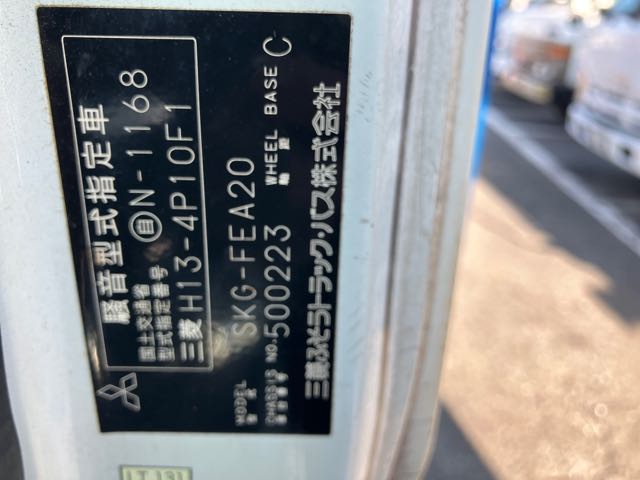 騒音型式指定車
国土交通省
型式指定番号 自N-1168
三菱 H13-4P10F1
MODEL
型式 SKG-FEA20
CHASSIS NO. 500223 WHEEL BASE C
車台番号 軸距
三菱ふそうトラック・バス株式会社